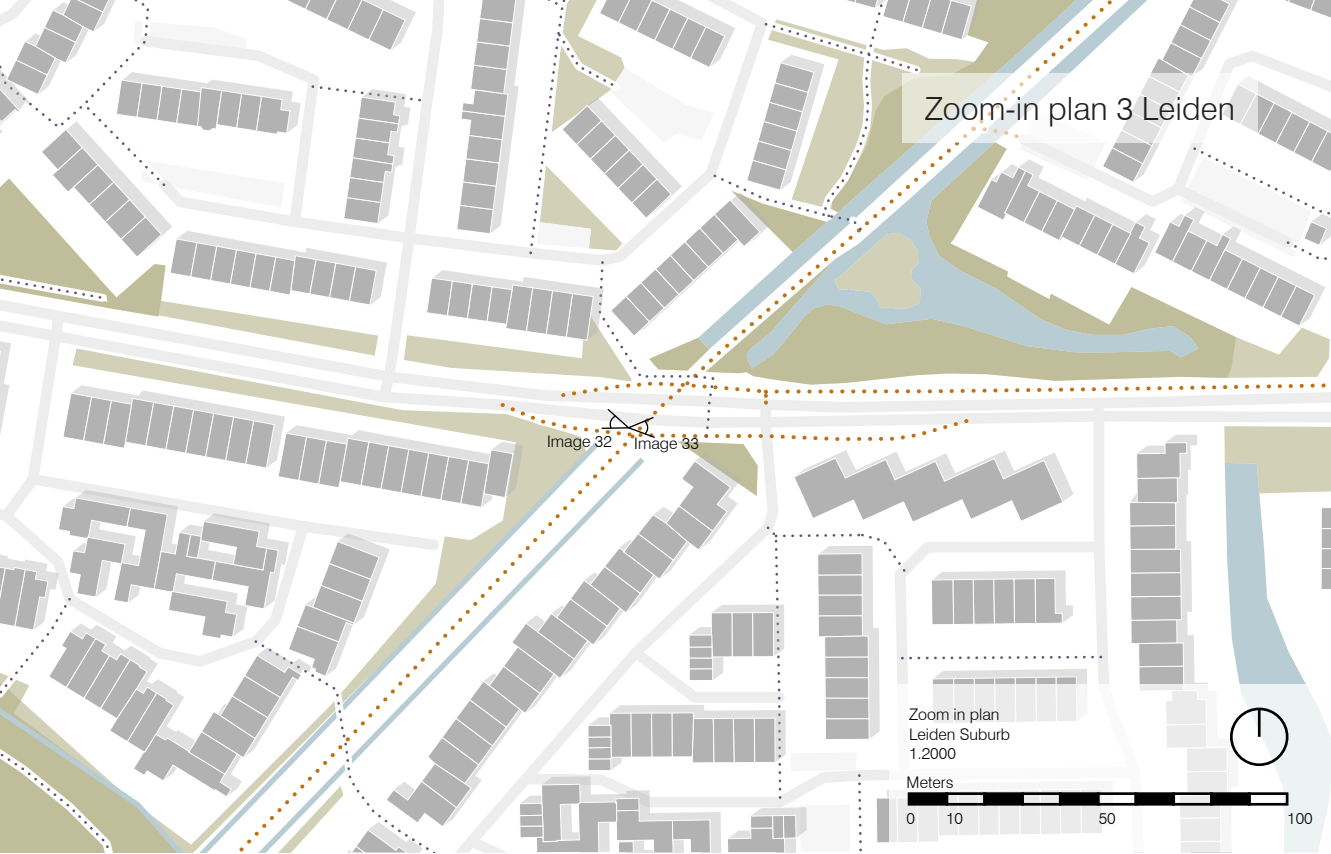 Zoom-in plan 3 Leiden
Image 32
Image 33
Zoom in plan
Leiden Suburb
1.2000
Meters
0 10 50 100